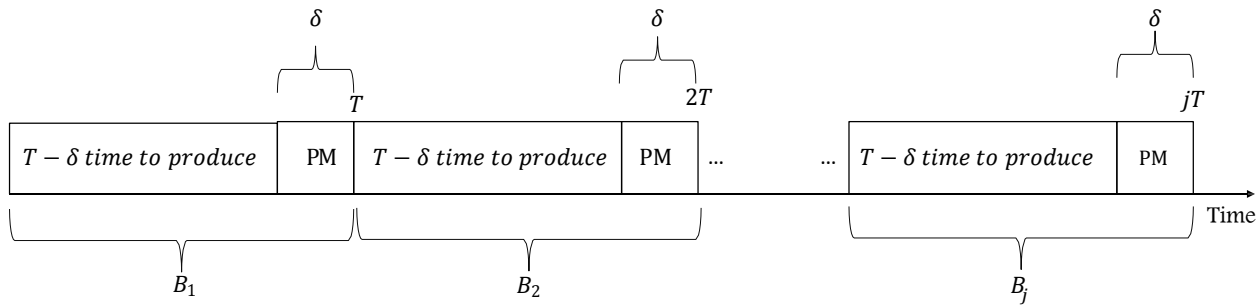 δ δ δ
T 2T jT
T − δ time to produce PM T − δ time to produce PM ... ... T − δ time to produce PM
Time
B₁ B₂ Bⱼ